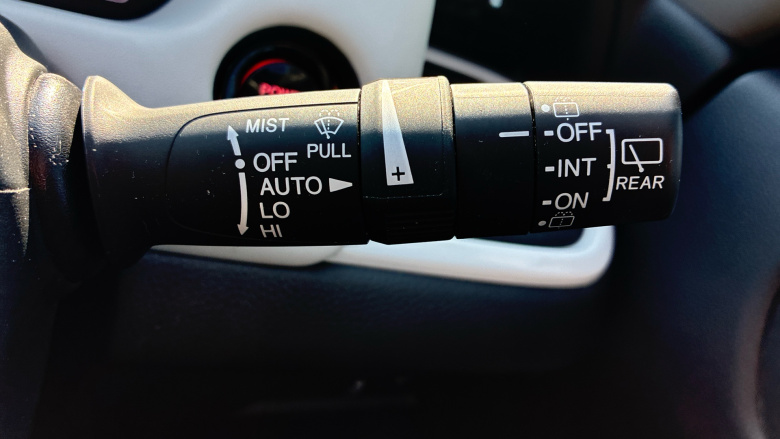 MIST
PULL
OFF
AUTO
LO
HI
+
OFF
INT
ON
REAR